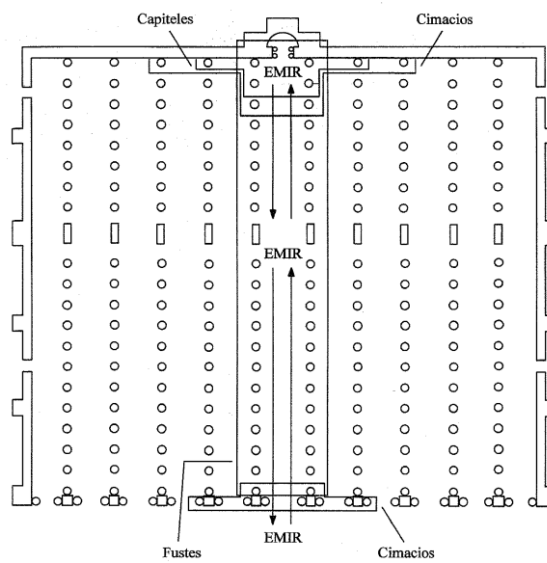 Capiteles
Cimacios
EMIR
EMIR
EMIR
Fustes
Cimacios